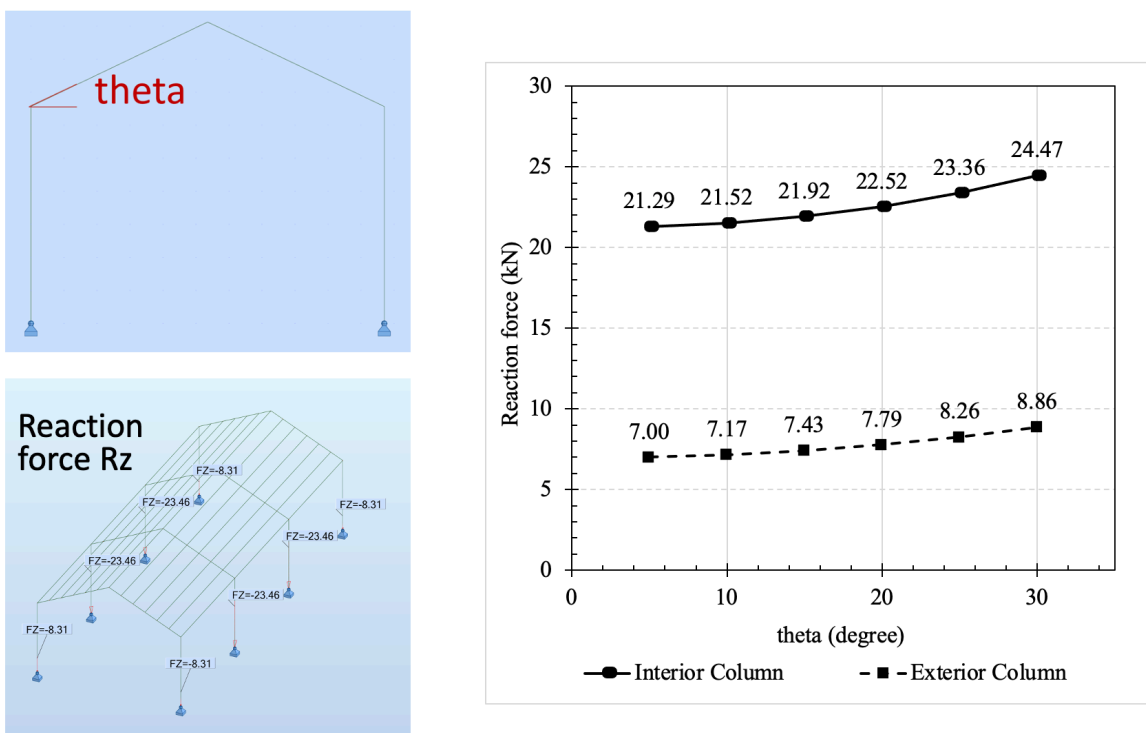 theta
Reaction
force Rz
FZ=-8.31
FZ=-23.46
FZ=-8.31
FZ=-23.46
FZ=-23.46
FZ=-23.46
FZ=-8.31
FZ=-8.31
30
25
20
15
10
5
0
Reaction force (kN)
21.29 21.52 21.92 22.52 23.36 24.47
7.00 7.17 7.43 7.79 8.26 8.86
0 10 20 30
theta (degree)
Interior Column Exterior Column